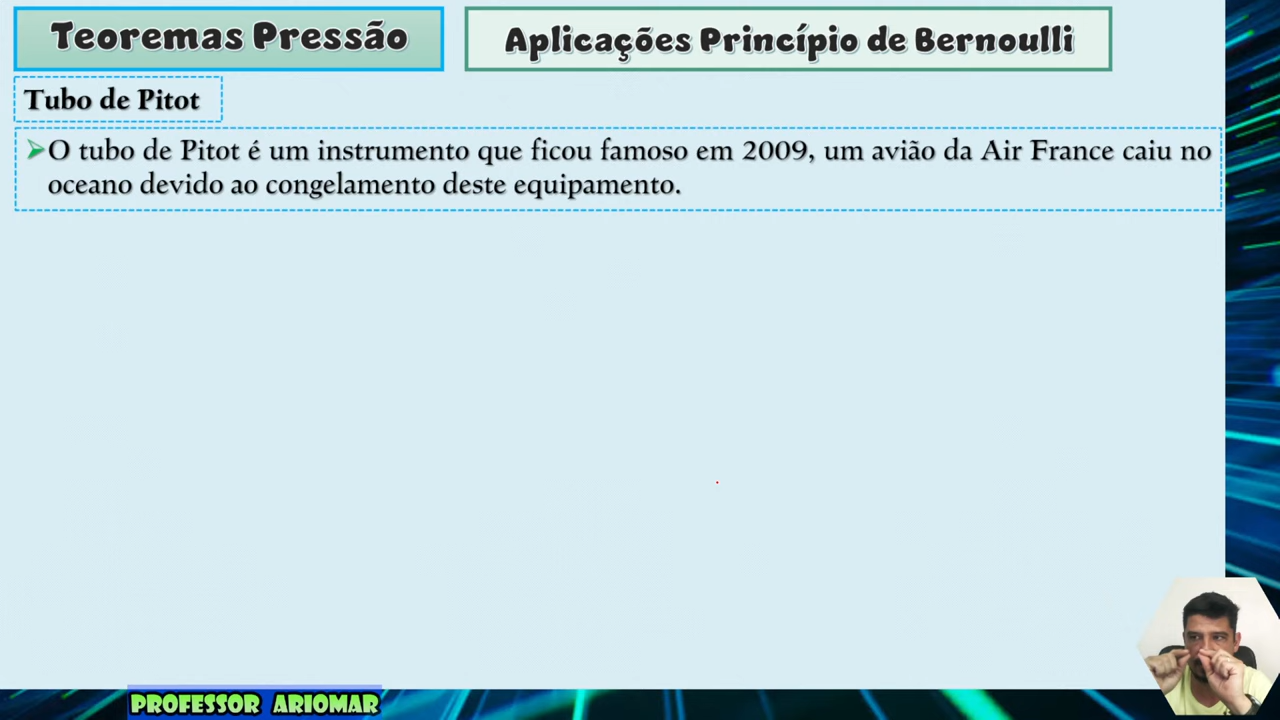 Teoremas Pressão
Aplicações Princípio de Bernoulli
Tubo de Pitot
O tubo de Pitot é um instrumento que ficou famoso em 2009, um avião da Air France caiu no
oceano devido ao congelamento deste equipamento.
PROFESSOR ARIOMAR